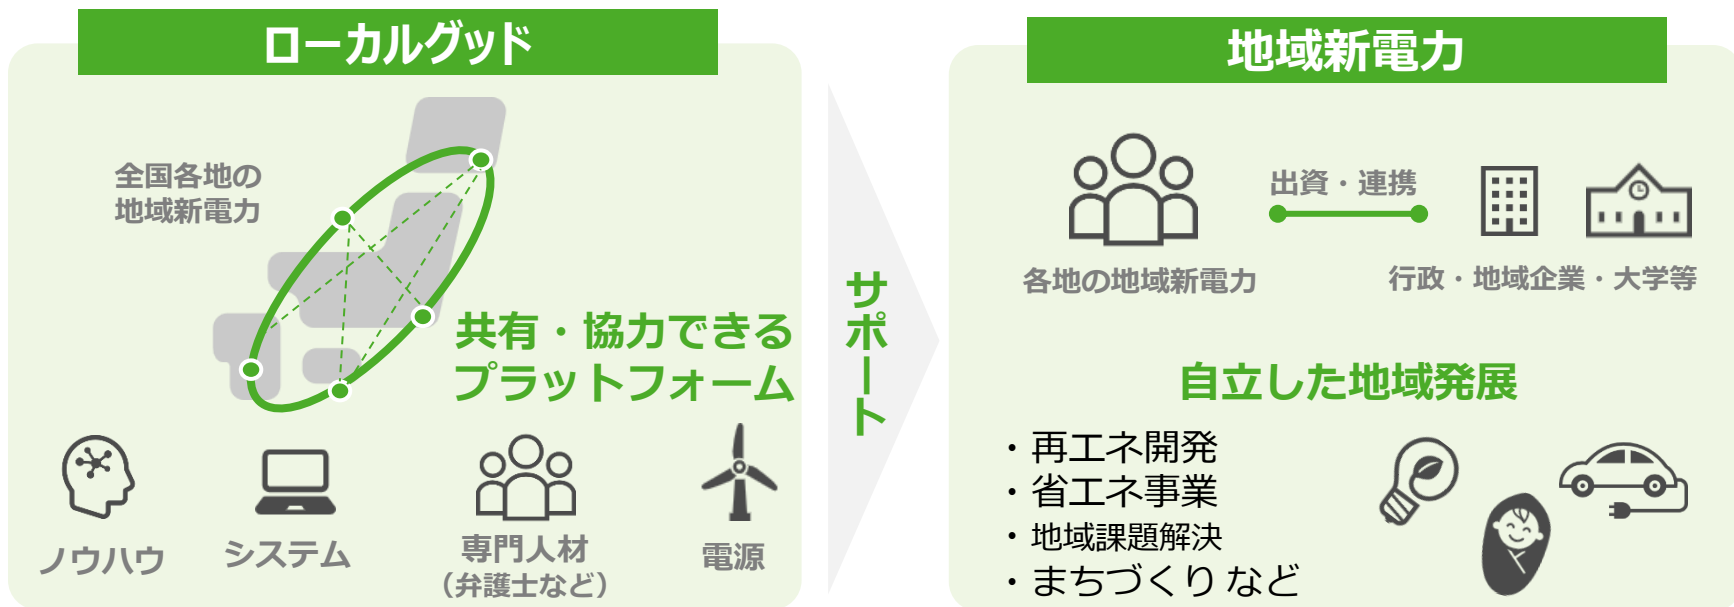 ローカルグッド
全国各地の
地域新電力
共有・協力できる
プラットフォーム
ノウハウ
システム
専門人材
（弁護士など）
電源
サポート
地域新電力
出資・連携
各地の地域新電力
行政・地域企業・大学等
自立した地域発展
・再エネ開発
・省エネ事業
・地域課題解決
・まちづくり など